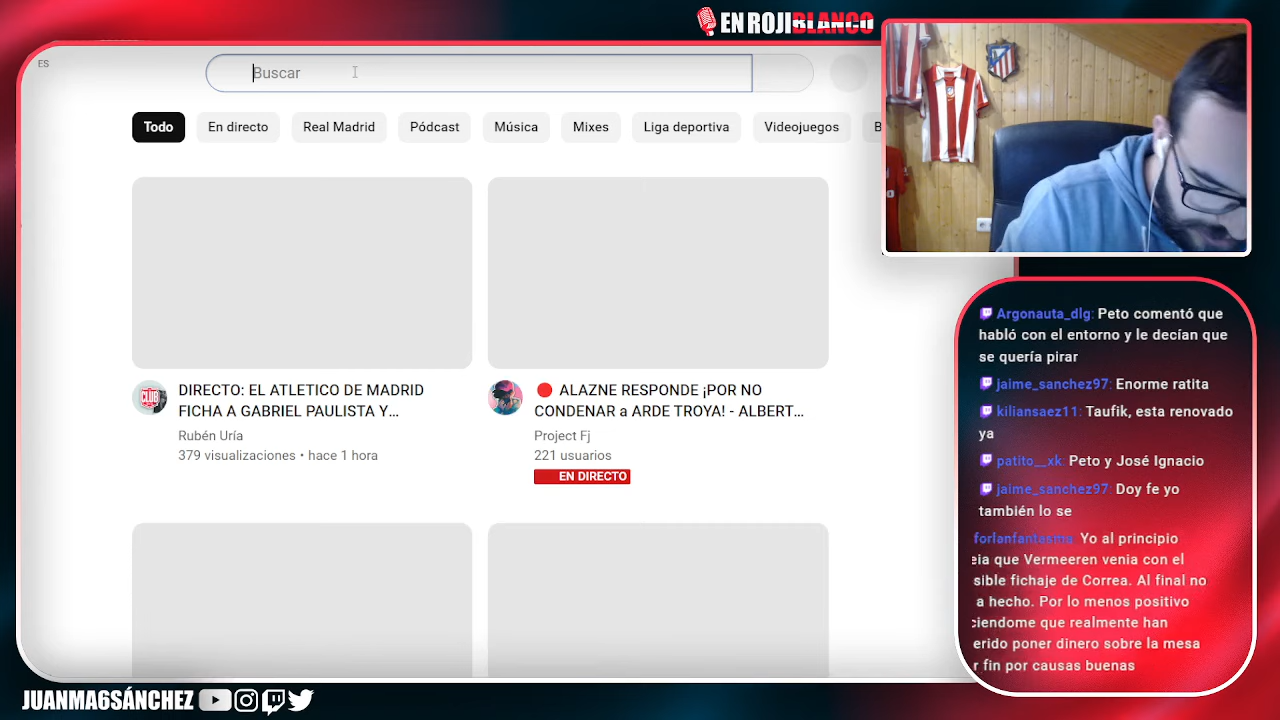 EN ROJIBLANCO
ES
Buscar
Todo
En directo
Real Madrid
Pódcast
Música
Mixes
Liga deportiva
Videojuegos
B
CLUB
DIRECTO: EL ATLETICO DE MADRID
FICHA A GABRIEL PAULISTA Y...
Rubén Uría
379 visualizaciones • hace 1 hora
🔴 ALAZNE RESPONDE ¡POR NO
CONDENAR a ARDE TROYA! - ALBERT...
Project Fj
221 usuarios
EN DIRECTO
Argonauta_dlg: Peto comentó que
habló con el entorno y le decían que
se quería pirar
jaime_sanchez97: Enorme ratita
kiliansaez11: Taufik, esta renovado
ya
patito__xk: Peto y José Ignacio
jaime_sanchez97: Doy fe yo
también lo se
forlanfantasma: Yo al principio
eia que Vermeeren venia con el
sible fichaje de Correa. Al final no
a hecho. Por lo menos positivo
ciendome que realmente han
erido poner dinero sobre la mesa
r fin por causas buenas
JUANMA6SÁNCHEZ